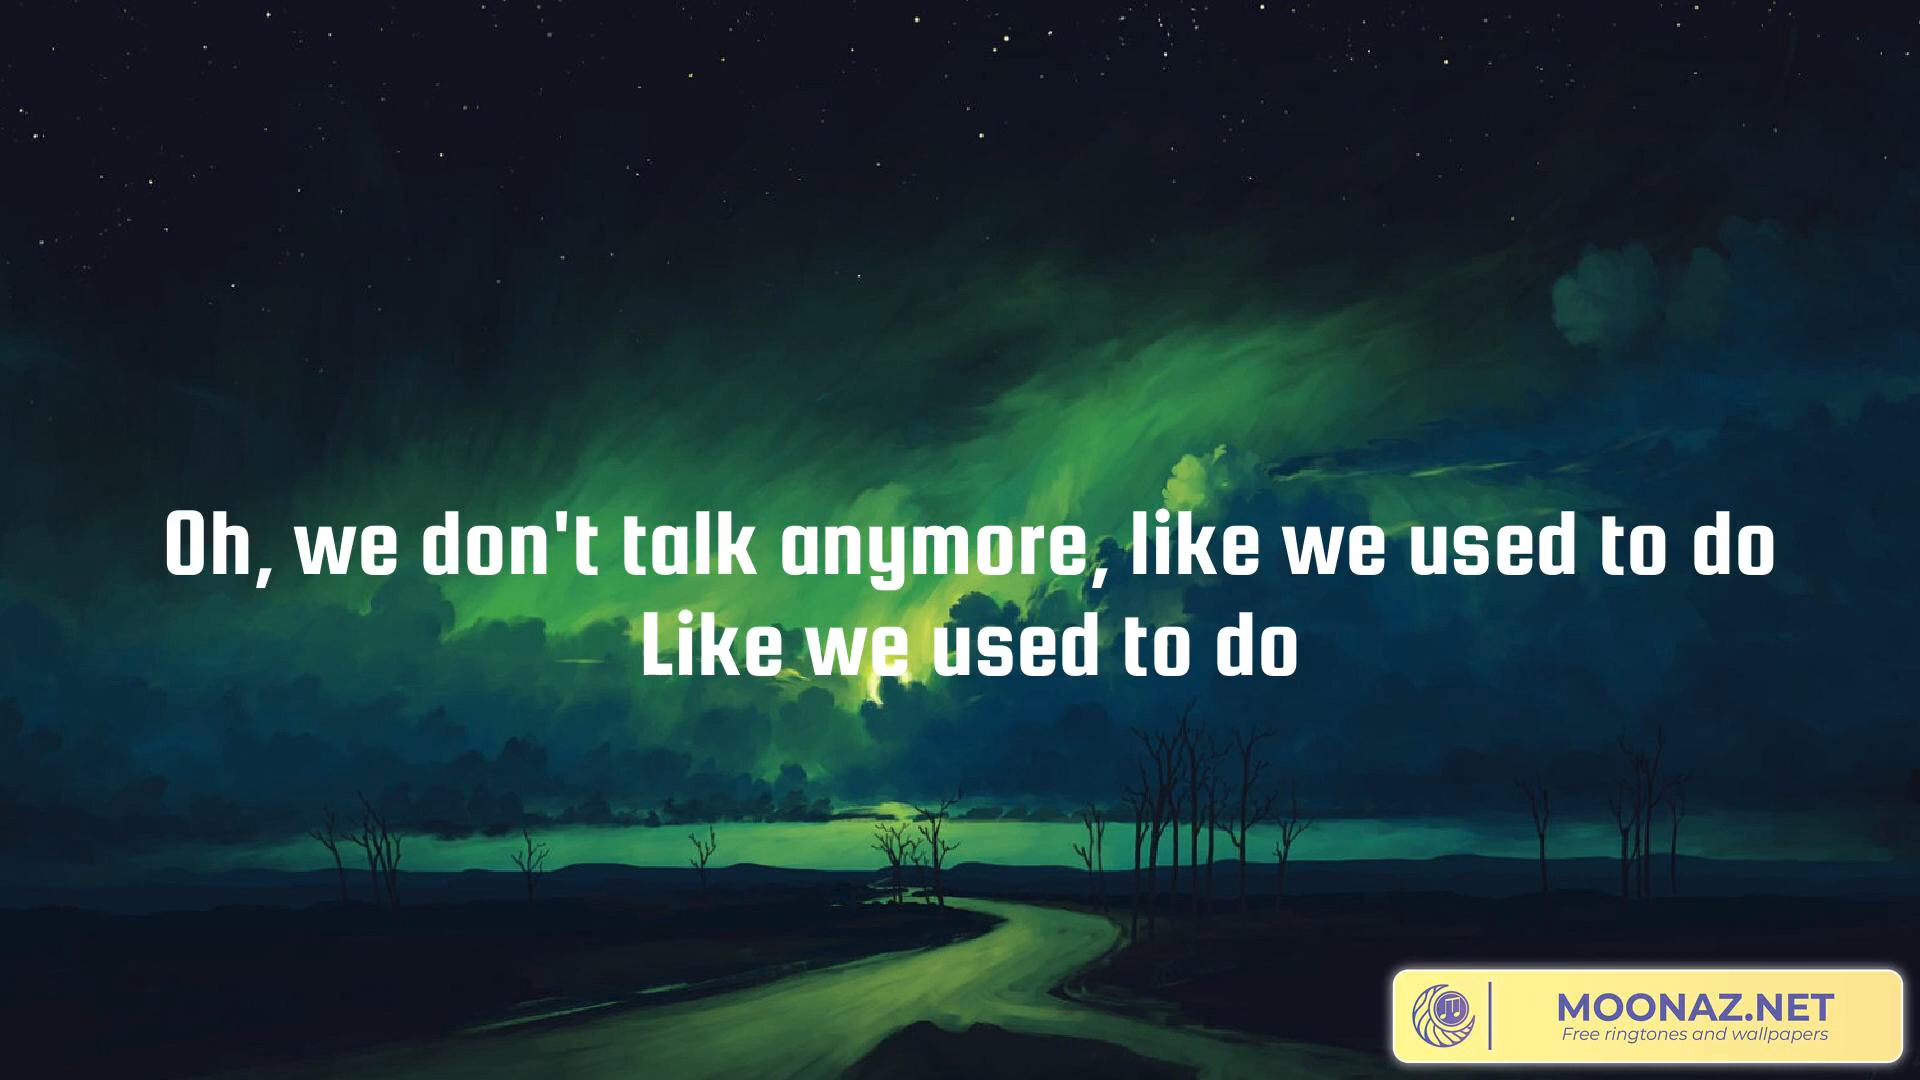 Oh, we don't talk anymore, like we used to do
Like we used to do
MOONAZ.NET
Free ringtones and wallpapers